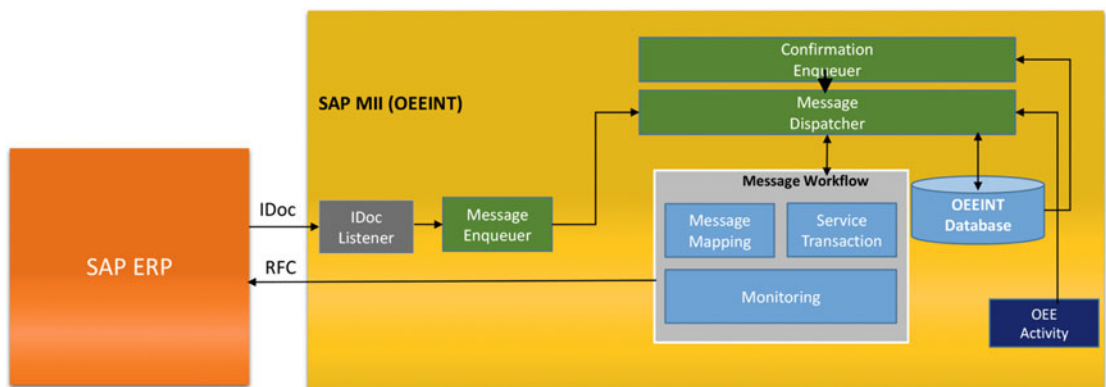 Confirmation
Enqueuer
SAP MII (OEEINT)
Message
Dispatcher
Message Workflow
IDoc
IDoc
Listener
Message
Enqueuer
Message
Mapping
Service
Transaction
OEEINT
Database
SAP ERP
RFC
Monitoring
OEE
Activity